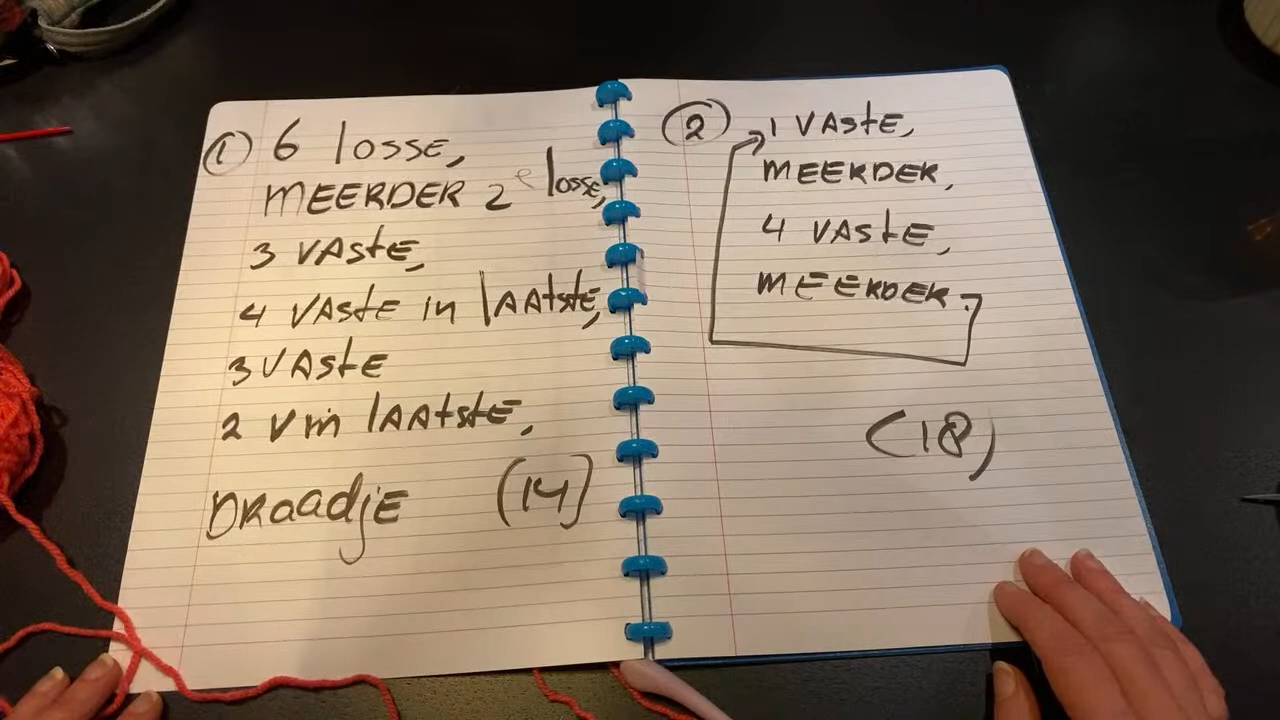 ① 6 losse,
MEERDER 2e losse,
3 VAstE,
4 VAstE in lAAtstE,
3 VAstE
2 v in lAAtstE,
DRaadjE (14)
② 1 VAstE,
MEERDER,
4 VAstE,
MEERDER,
(18)